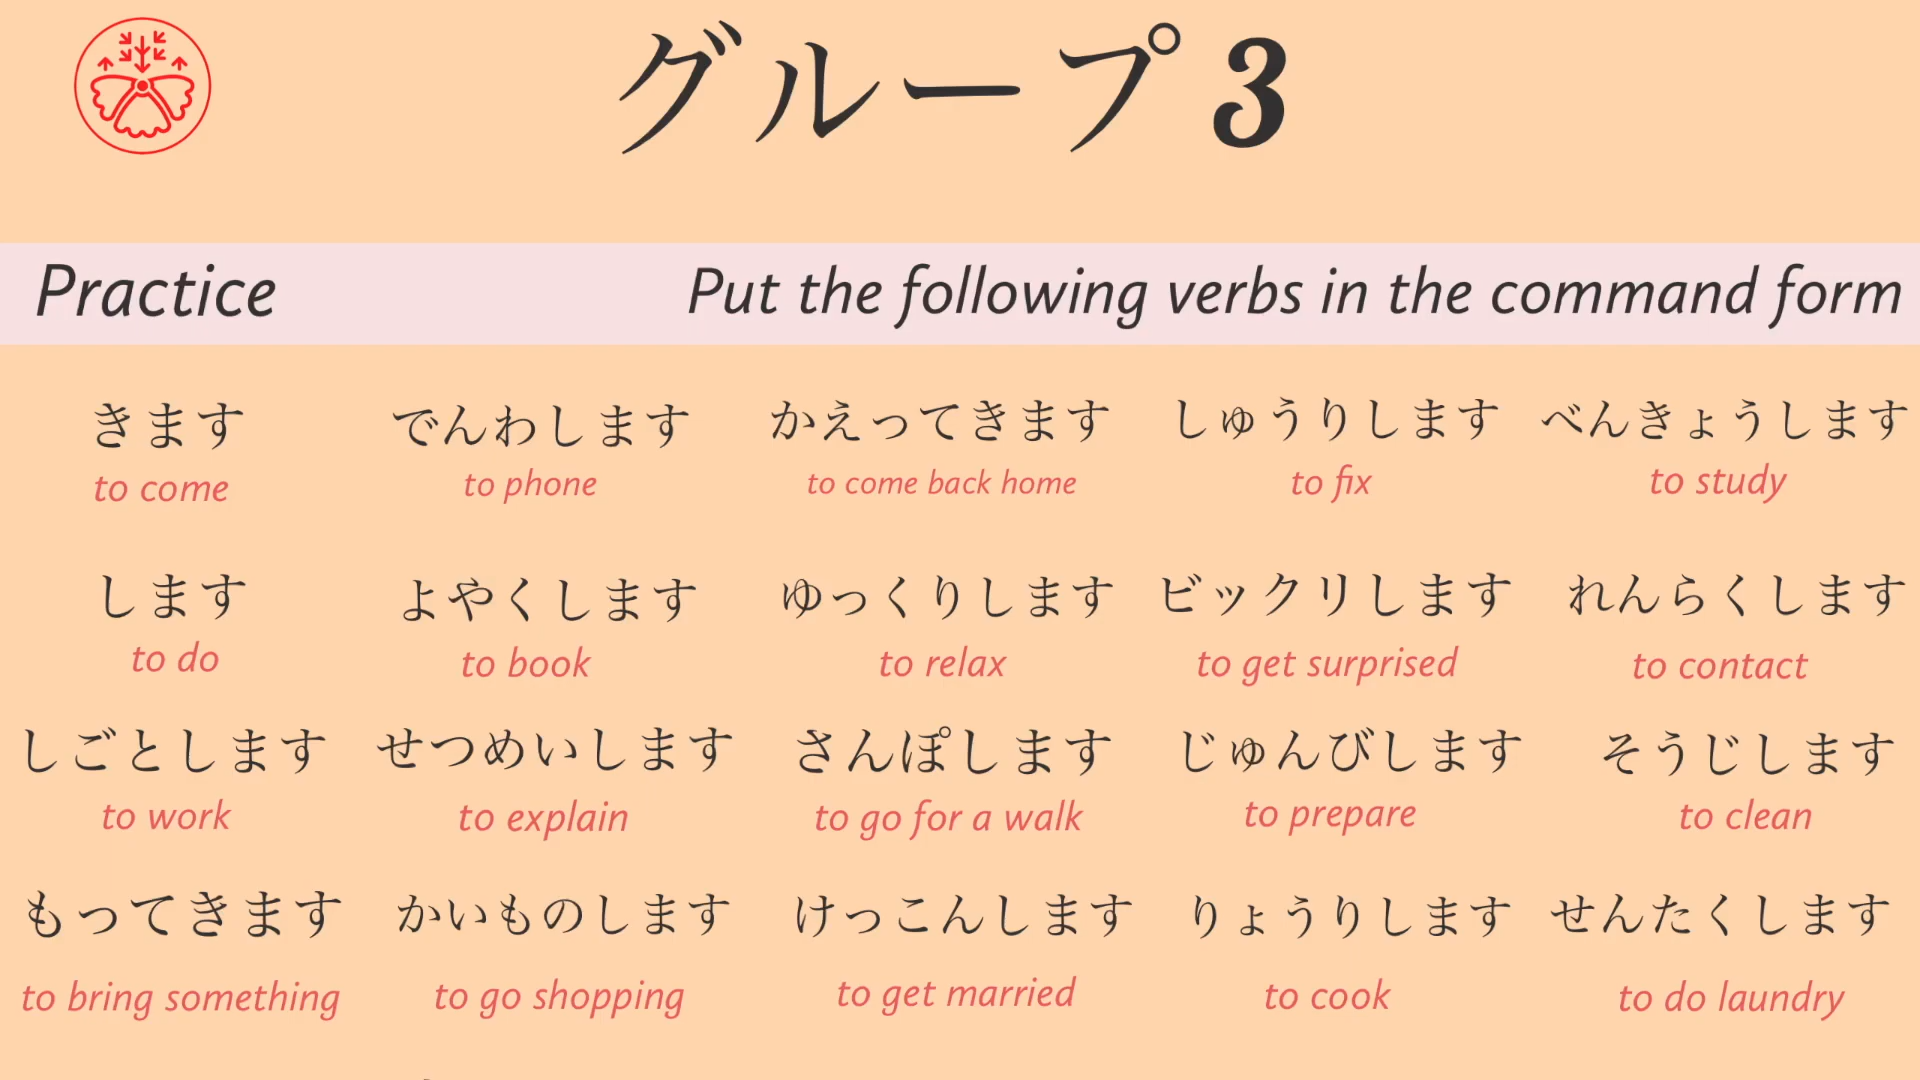 グループ 3
Practice Put the following verbs in the command form
きます でんわします かえってきます しゅうりします べんきょうします
to come to phone to come back home to fix to study
します よやくします ゆっくりします ビックリします れんらくします
to do to book to relax to get surprised to contact
しごとします せつめいします さんぽします じゅんびします そうじします
to work to explain to go for a walk to prepare to clean
もってきます かいものします けっこんします りょうりします せんたくします
to bring something to go shopping to get married to cook to do laundry